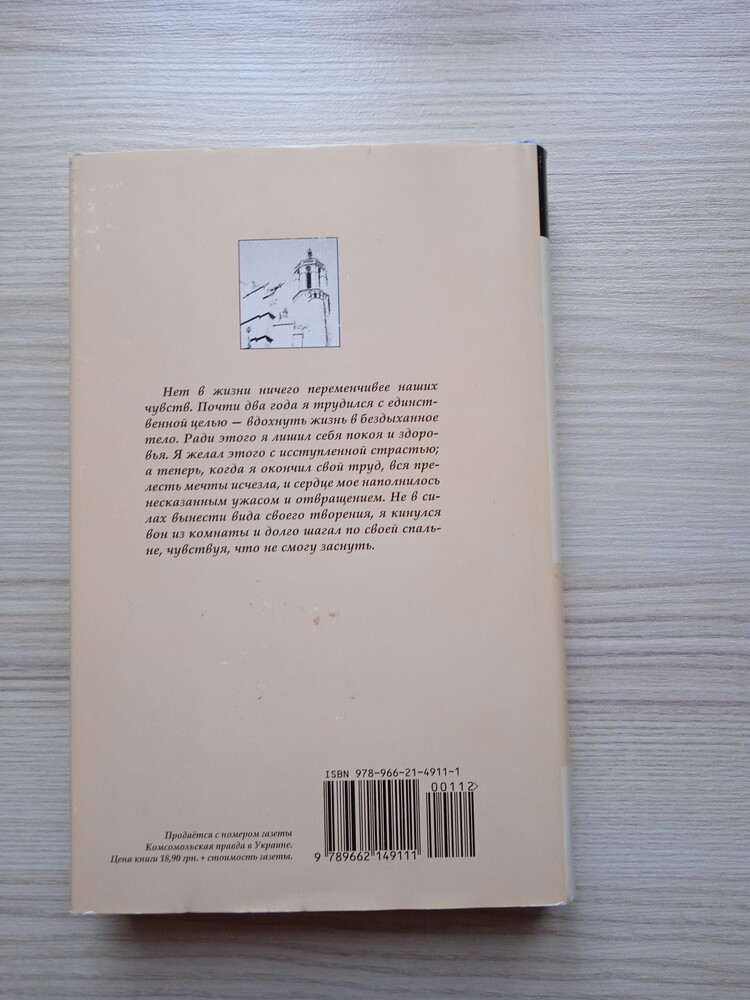 Нет в жизни ничего переменчивее наших
чувств. Почти два года я трудился с единст-
венной целью — вдохнуть жизнь в бездыханное
тело. Ради этого я лишил себя покоя и здоро-
вья. Я желал этого с исступленной страстью;
а теперь, когда я окончил свой труд, вся пре-
лесть мечты исчезла, и сердце мое наполнилось
несказанным ужасом и отвращением. Не в си-
лах вынести вида своего творения, я кинулся
вон из комнаты и долго шагал по своей спаль-
не, чувствуя, что не смогу заснуть.
ISBN 978-966-21-4911-1
00112>
9 789662 149111
Продаётся с номером газеты
Комсомольская правда в Украине.
Цена книги 18,90 грн. + стоимость газеты.